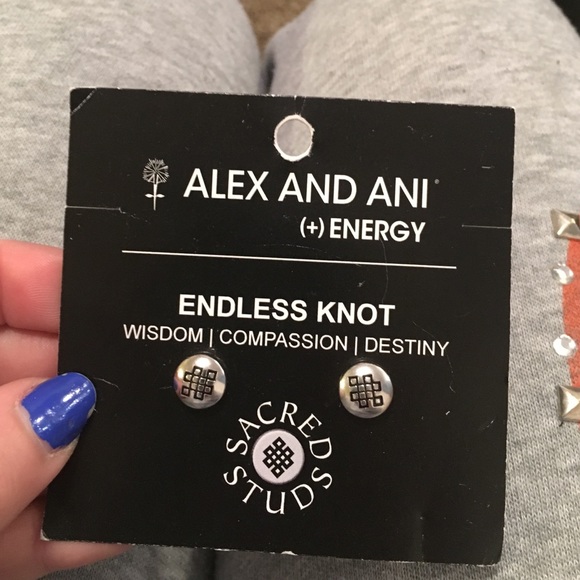 ALEX AND ANI®
(+) ENERGY
ENDLESS KNOT
WISDOM | COMPASSION | DESTINY
SACRED
STUDS